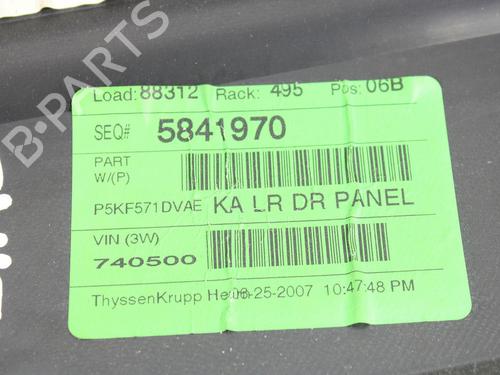 Load: 88312 Rack: 495 Pos: 06B
SEQ# 5841970
PART
W/(P)
P5KF571DVAE KA LR DR PANEL
VIN (3W)
740500
ThyssenKrupp 08-25-2007 10:47:48 PM
B-PARTS